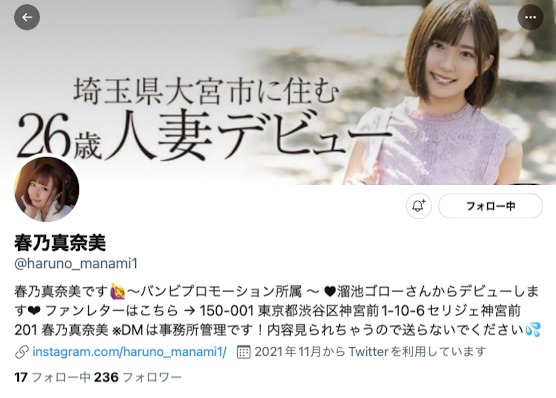 埼玉県大宮市に住む
26歳人妻デビュー
フォロー中
春乃真奈美
@haruno_manami1
春乃真奈美です🙋‍♀️〜バンビプロモーション所属 〜 ♥溜池ゴローさんからデビューしま
す❤ ファンレターはこちら → 150-001 東京都渋谷区神宮前1-10-6セリジェ神宮前
201 春乃真奈美 ※DMは事務所管理です！内容見られちゃうので送らないでください💦
instagram.com/haruno_manami1/ 2021年11月からTwitterを利用しています
17 フォロー中 236 フォロワー